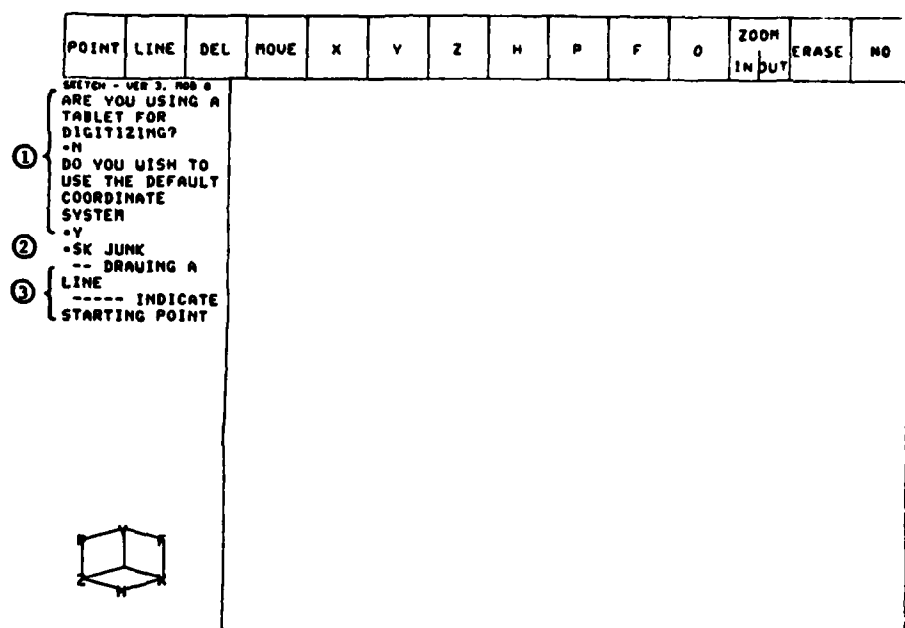 POINT LINE DEL MOVE X Y Z H P F O ZOOM IN OUT ERASE NO
SKETCH - VER 3, MOD 0
① ARE YOU USING A
TABLET FOR
DIGITIZING?
*N
DO YOU WISH TO
USE THE DEFAULT
COORDINATE
SYSTEM
*Y
② *SK JUNK
③ -- DRAWING A
LINE
----- INDICATE
STARTING POINT
P Y F
Z H X